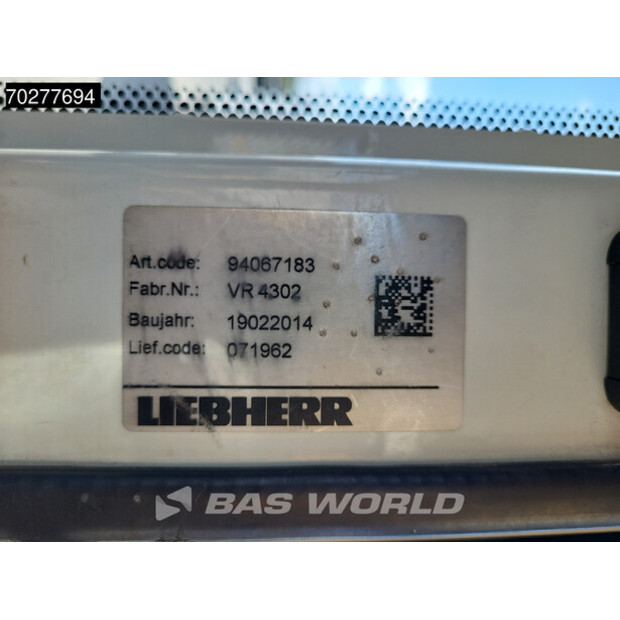 70277694
Art.code: 94067183
Fabr.Nr.: VR 4302
Baujahr: 19022014
Lief.code: 071962
LIEBHERR
BAS WORLD